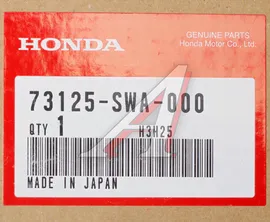 HONDA
GENUINE PARTS
Honda Motor Co., Ltd.
73125-SWA-000
QTY 1
H3H25
MADE IN JAPAN